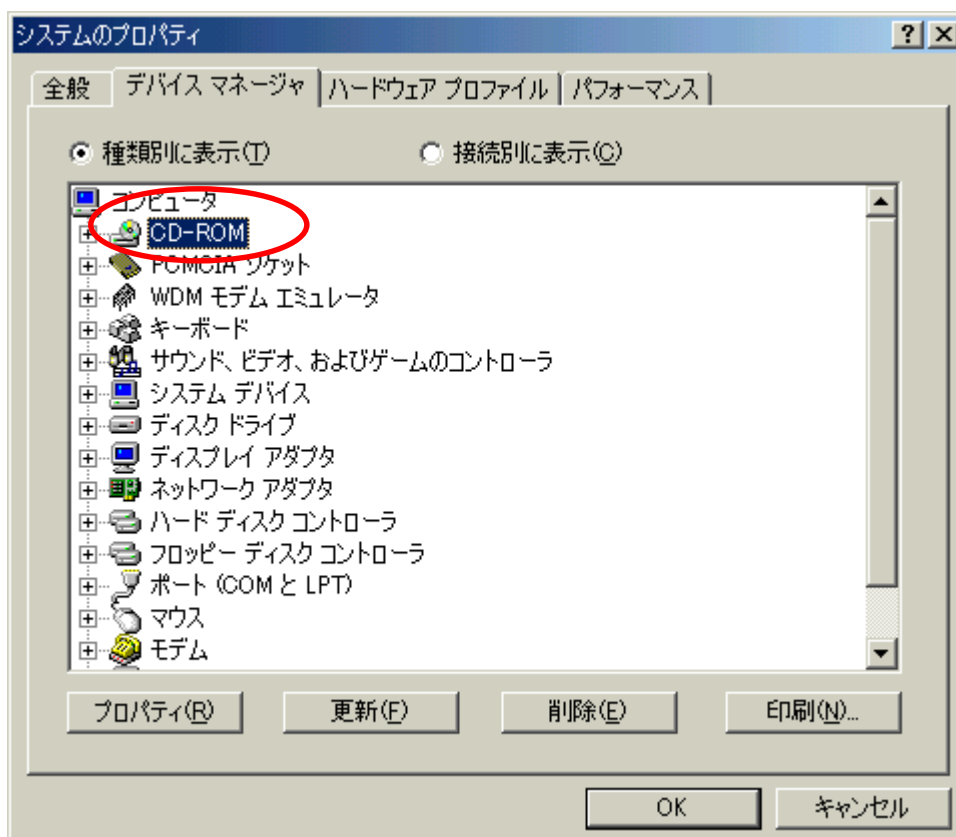 システムのプロパティ
全般 デバイス マネージャ ハードウェア プロファイル パフォーマンス
種類別に表示(T) 接続別に表示(C)
コンピュータ
CD-ROM
PCMCIA ソケット
WDM モデム エミュレータ
キーボード
サウンド、ビデオ、およびゲームのコントローラ
システム デバイス
ディスク ドライブ
ディスプレイ アダプタ
ネットワーク アダプタ
ハード ディスク コントローラ
フロッピー ディスク コントローラ
ポート (COM と LPT)
マウス
モデム
プロパティ(R) 更新(F) 削除(E) 印刷(N)...
OK キャンセル